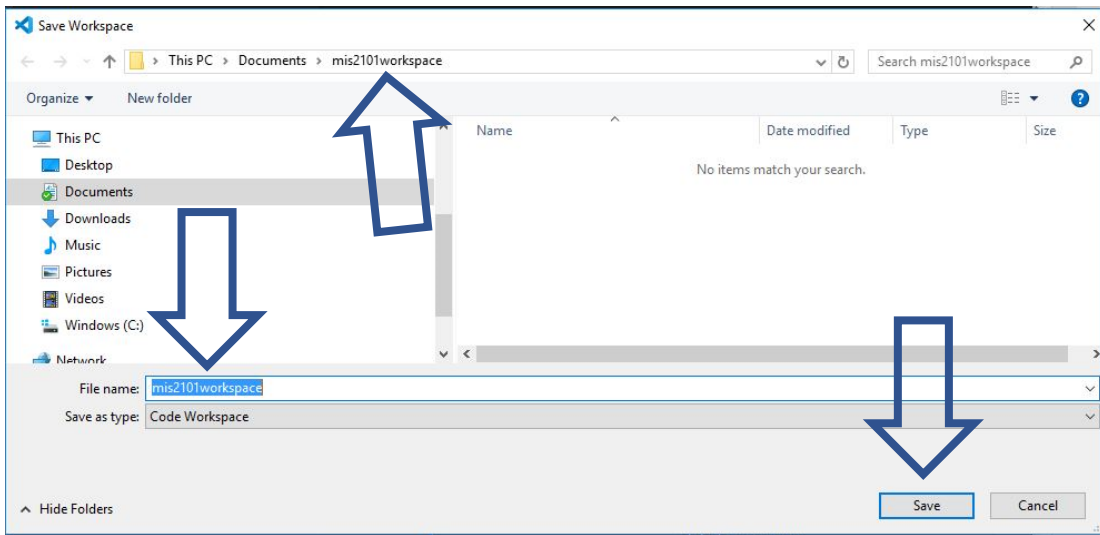 Save Workspace
This PC > Documents > mis2101workspace
Search mis2101workspace
Organize
New folder
This PC
Desktop
Documents
Downloads
Music
Pictures
Videos
Windows (C:)
Network
Name
Date modified
Type
Size
No items match your search.
File name: mis2101workspace
Save as type: Code Workspace
Hide Folders
Save
Cancel